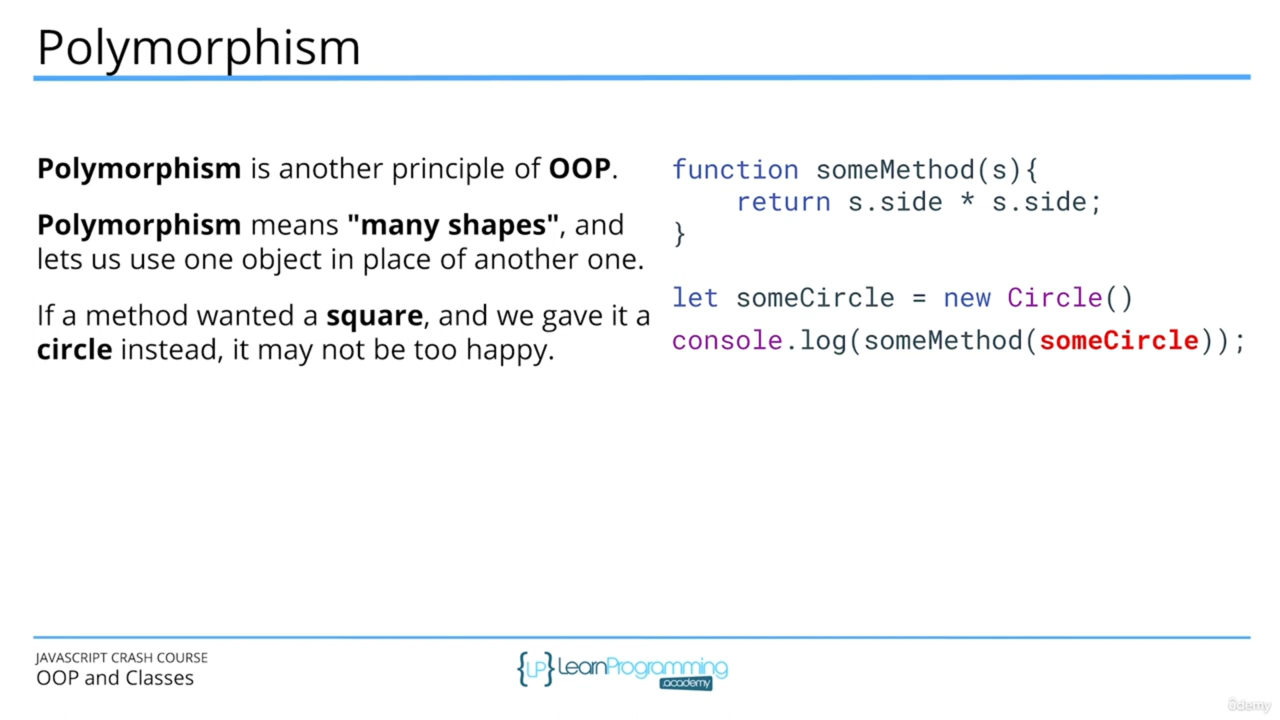 Polymorphism
Polymorphism is another principle of OOP.
Polymorphism means "many shapes", and
lets us use one object in place of another one.
If a method wanted a square, and we gave it a
circle instead, it may not be too happy.
function someMethod(s){
    return s.side * s.side;
}
let someCircle = new Circle()
console.log(someMethod(someCircle));
JAVASCRIPT CRASH COURSE
OOP and Classes
{LP} LearnProgramming
.academy
ûdemy